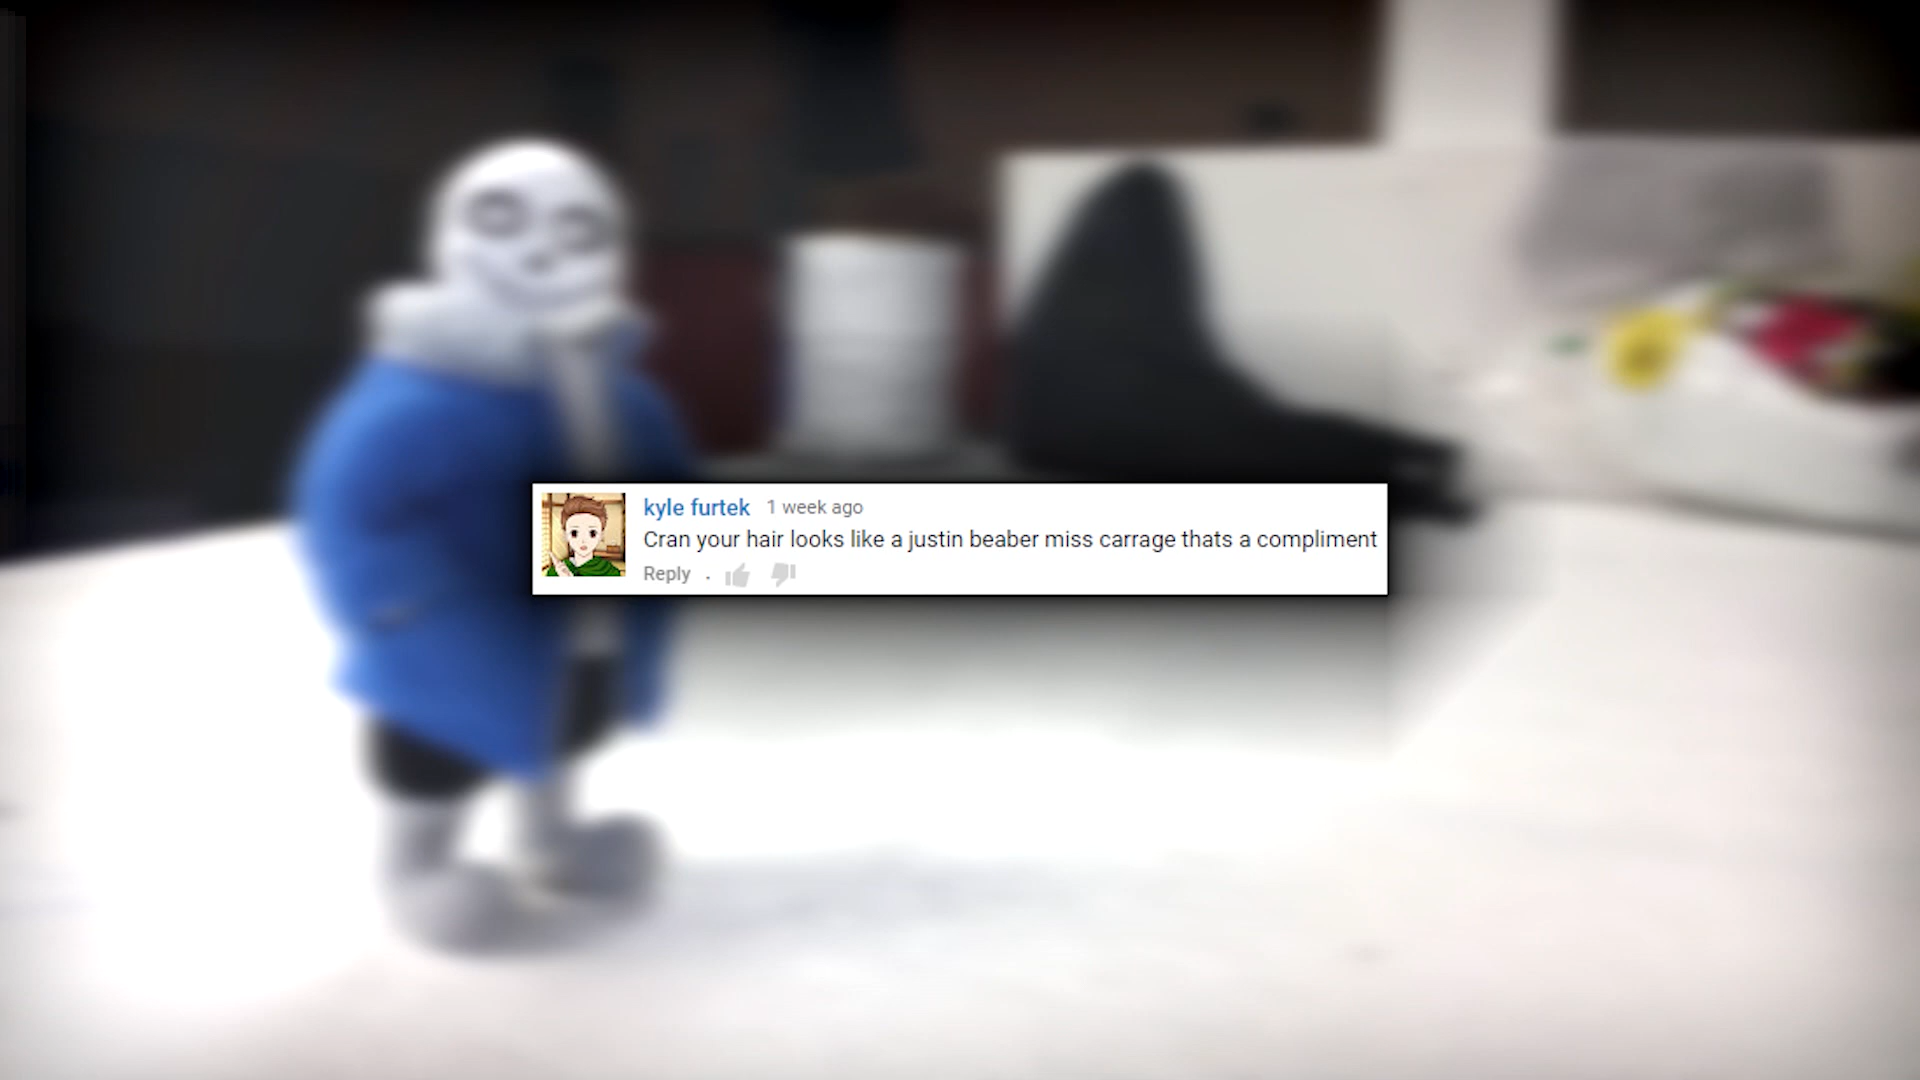 kyle furtek 1 week ago
Cran your hair looks like a justin beaber miss carrage thats a compliment
Reply .